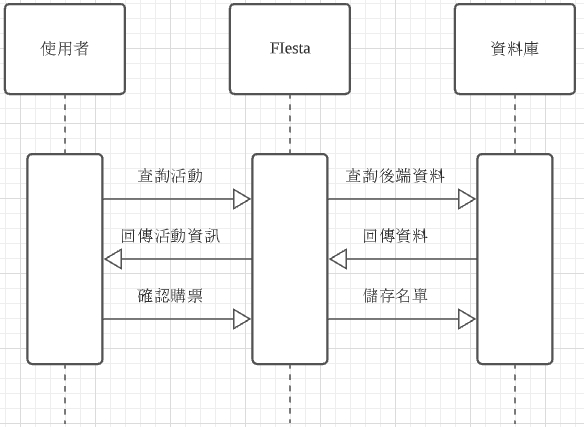 使用者
FIesta
資料庫
查詢活動
查詢後端資料
回傳活動資訊
回傳資料
確認購票
儲存名單